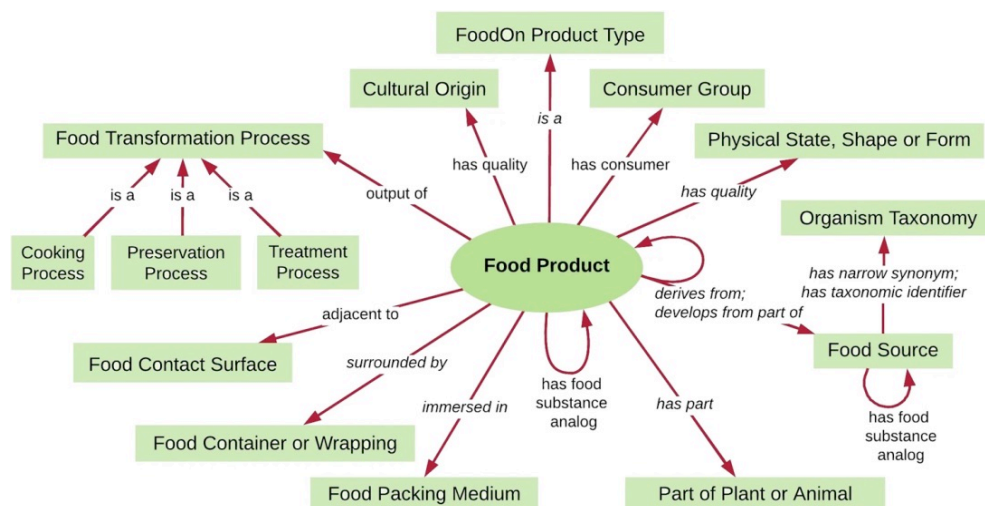 FoodOn Product Type
Cultural Origin
Consumer Group
is a
Food Transformation Process
Physical State, Shape or Form
has quality
has consumer
is a
is a
is a
output of
has quality
Organism Taxonomy
Cooking
Process
Preservation
Process
Treatment
Process
Food Product
has narrow synonym;
has taxonomic identifier
derives from;
develops from part of
adjacent to
Food Contact Surface
Food Source
surrounded by
has food
substance
analog
immersed in
has part
has food
substance
analog
Food Container or Wrapping
Food Packing Medium
Part of Plant or Animal